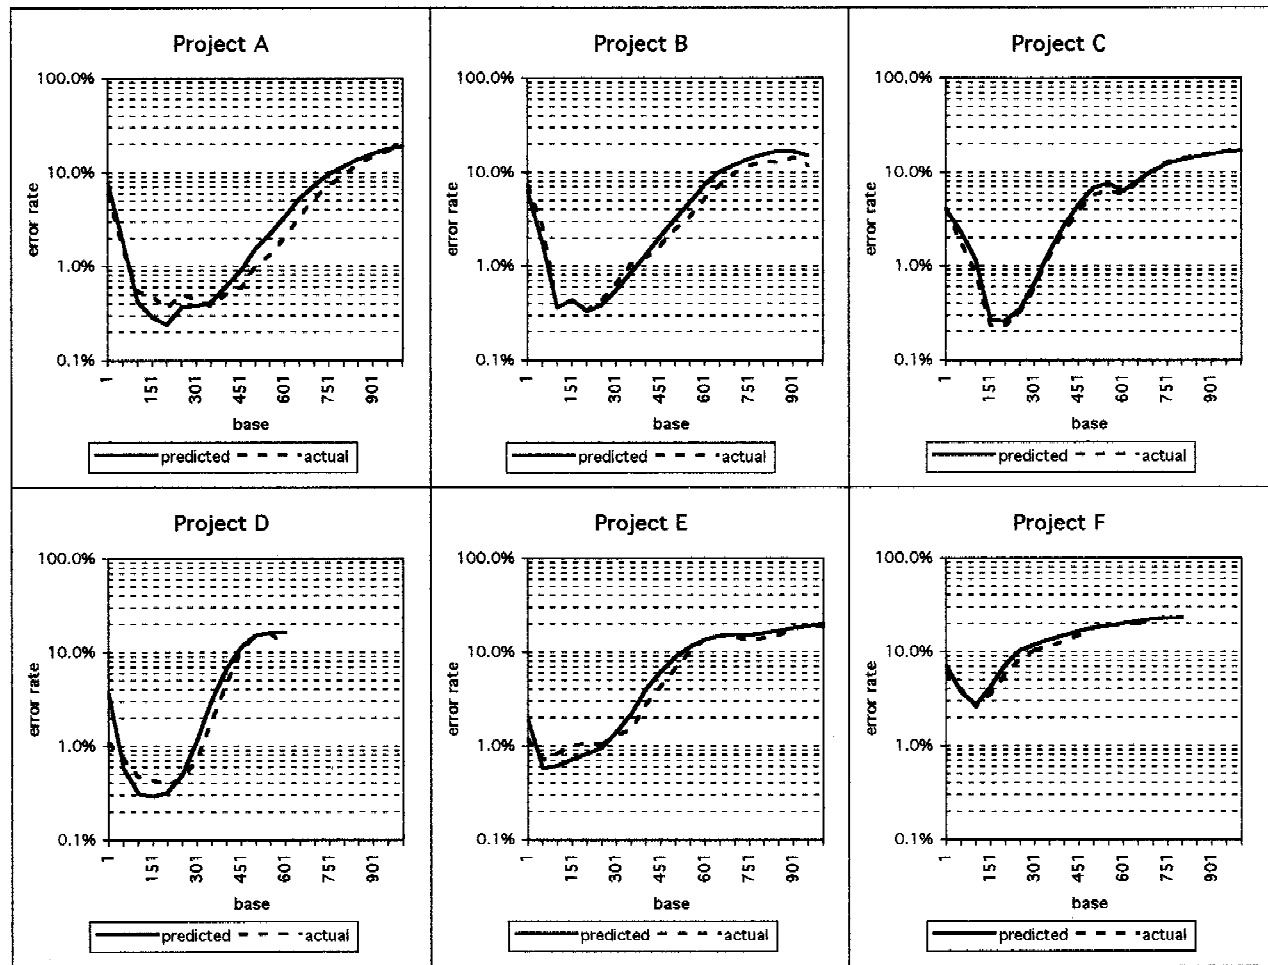 Project A
100.0%
10.0%
1.0%
0.1%
error rate
1
151
301
451
601
751
901
base
predicted actual
Project B
100.0%
10.0%
1.0%
0.1%
error rate
1
151
301
451
601
751
901
base
predicted actual
Project C
100.0%
10.0%
1.0%
0.1%
error rate
1
151
301
451
601
751
901
base
predicted actual
Project D
100.0%
10.0%
1.0%
0.1%
error rate
1
151
301
451
601
751
901
base
predicted actual
Project E
100.0%
10.0%
1.0%
0.1%
error rate
1
151
301
451
601
751
901
base
predicted actual
Project F
100.0%
10.0%
1.0%
0.1%
error rate
1
151
301
451
601
751
901
base
predicted actual